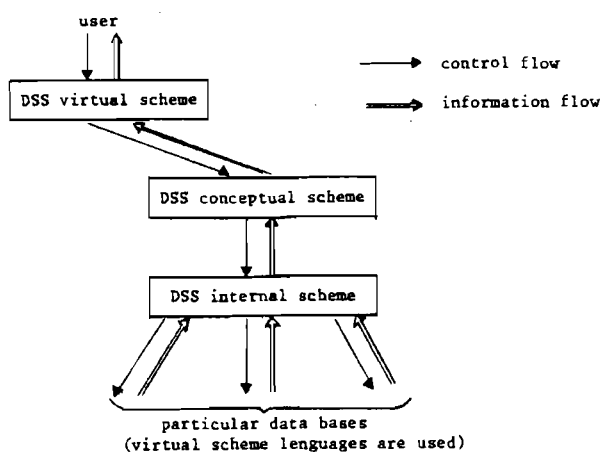 user
control flow
DSS virtual scheme
information flow
DSS conceptual scheme
DSS internal scheme
particular data bases
(virtual scheme lenguages are used)